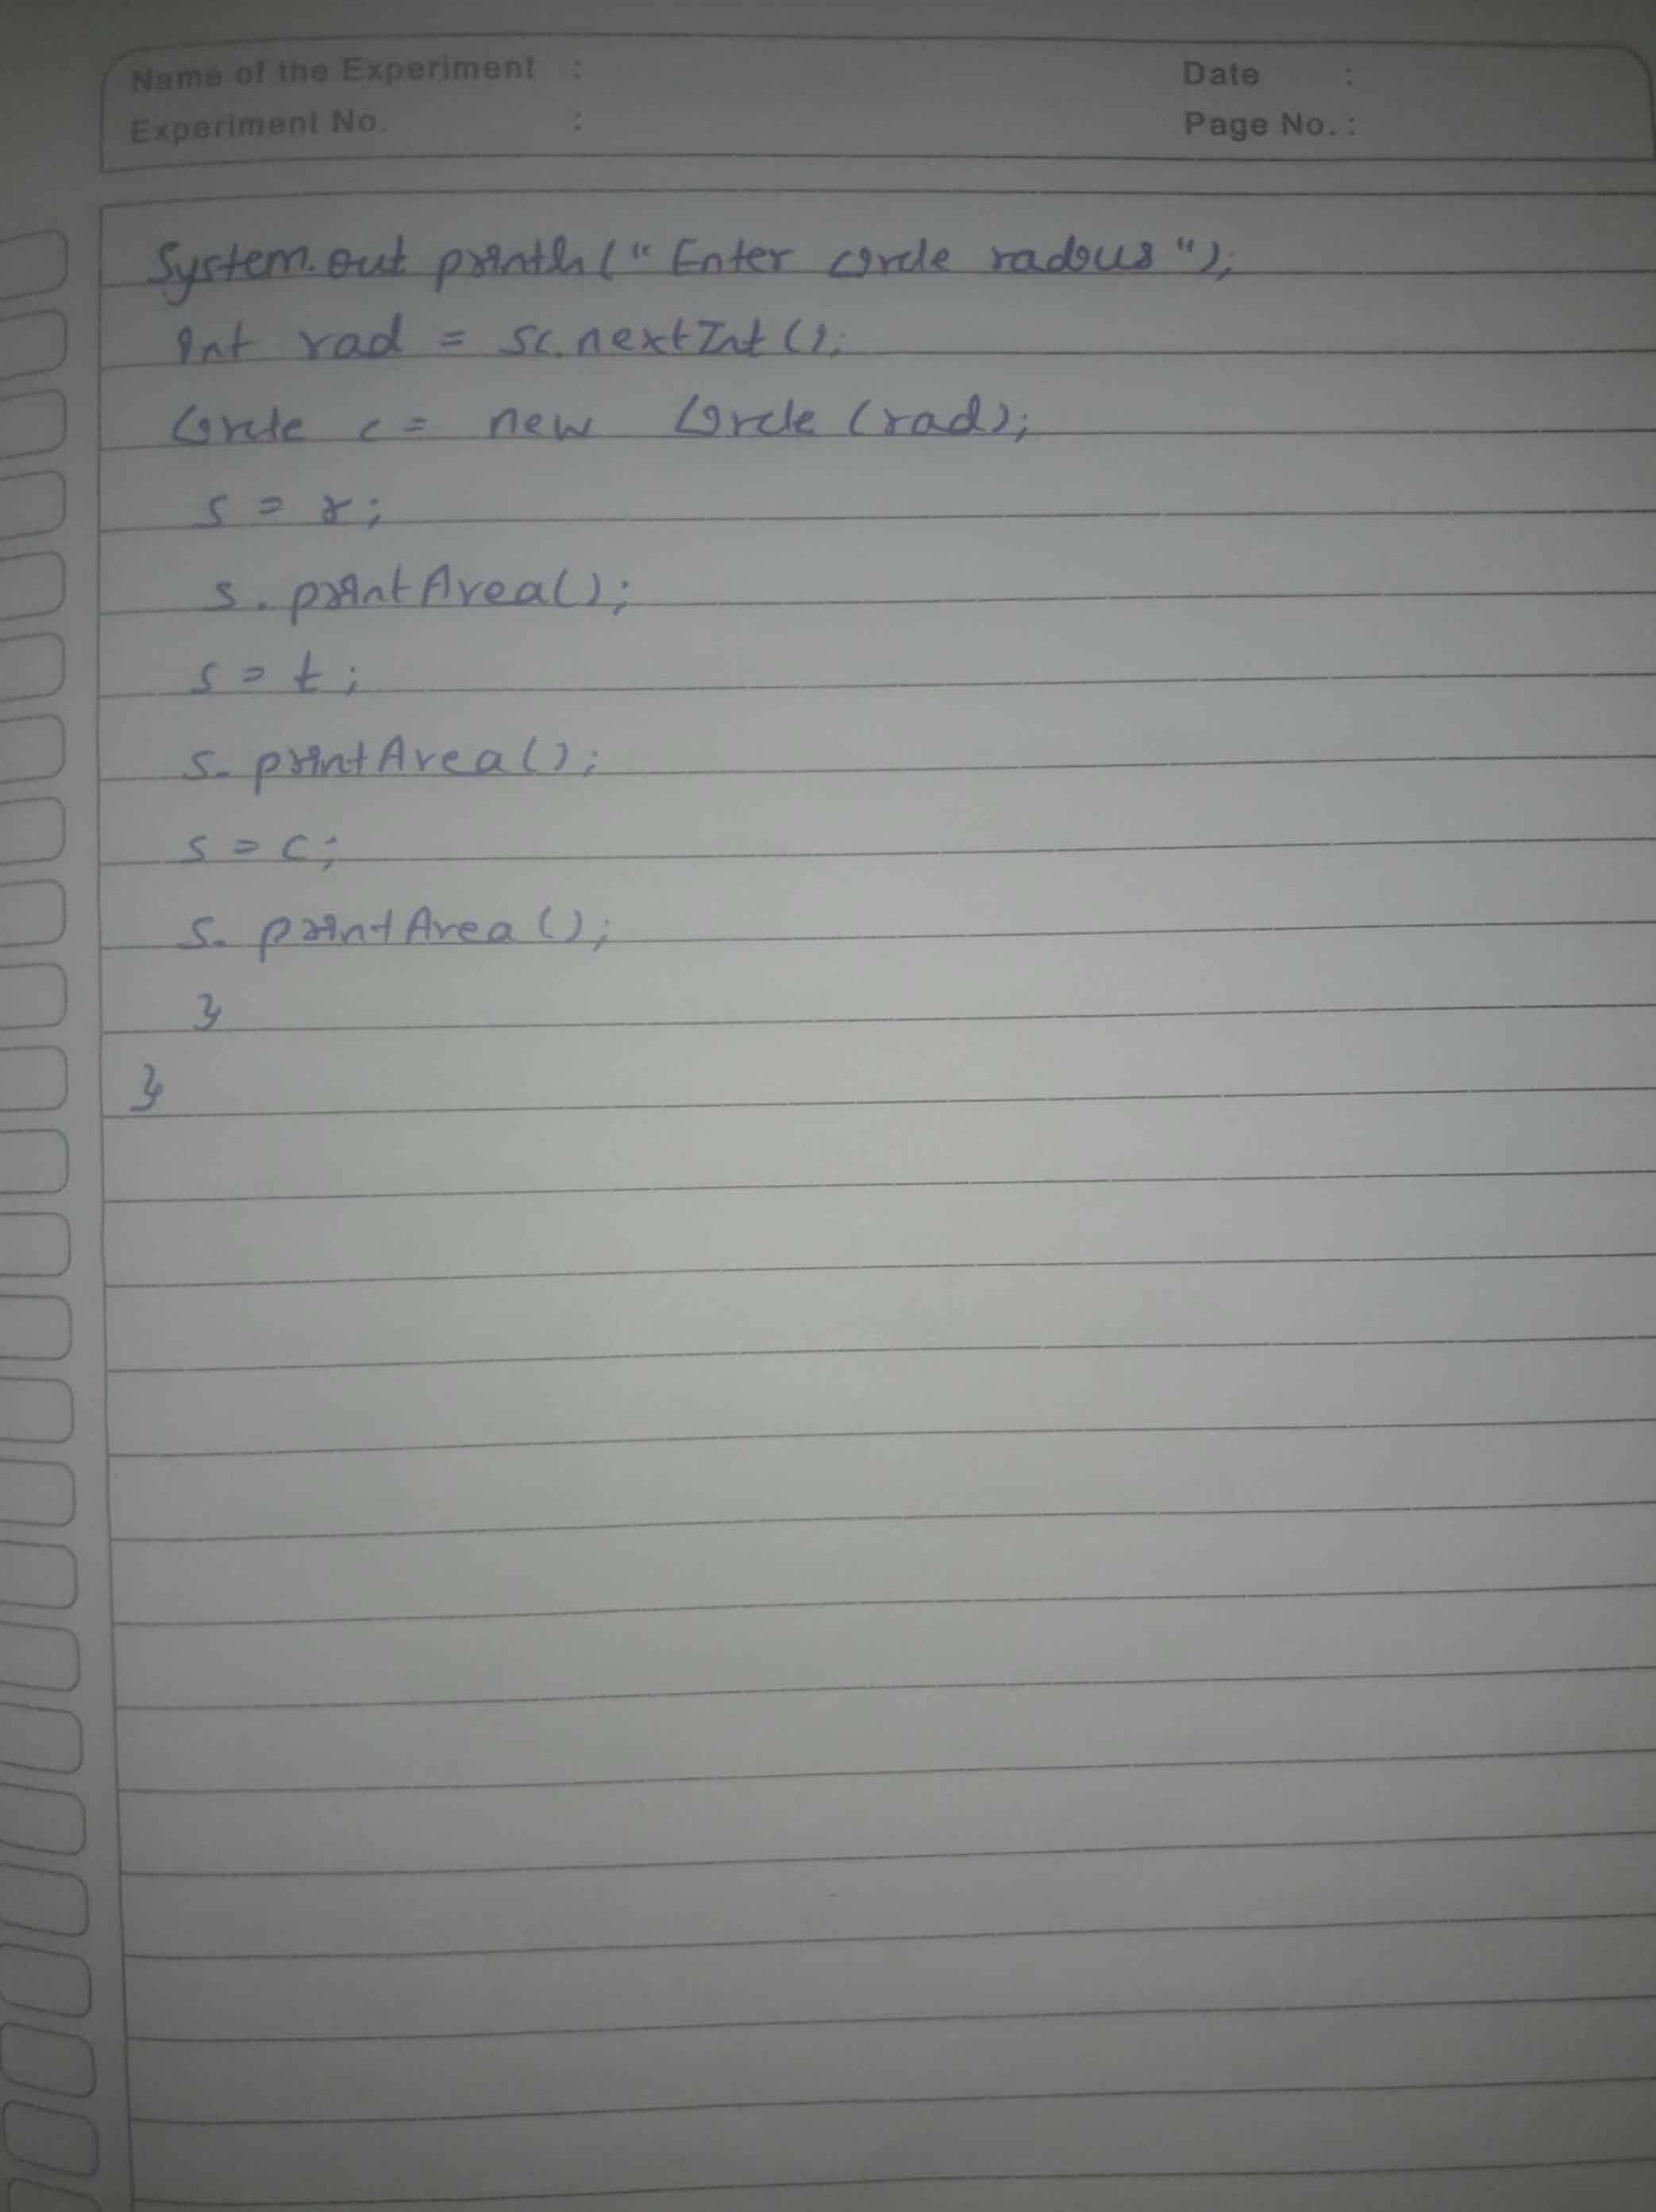 Name of the Experiment :
Date :
Experiment No. :
Page No. :
System.out println("Enter circle radius");
int rad = sc.nextInt();
Circle c = new Circle (rad);
s = r;
s. printArea();
s = t;
s. printArea();
s = c;
s. printArea();
}
}